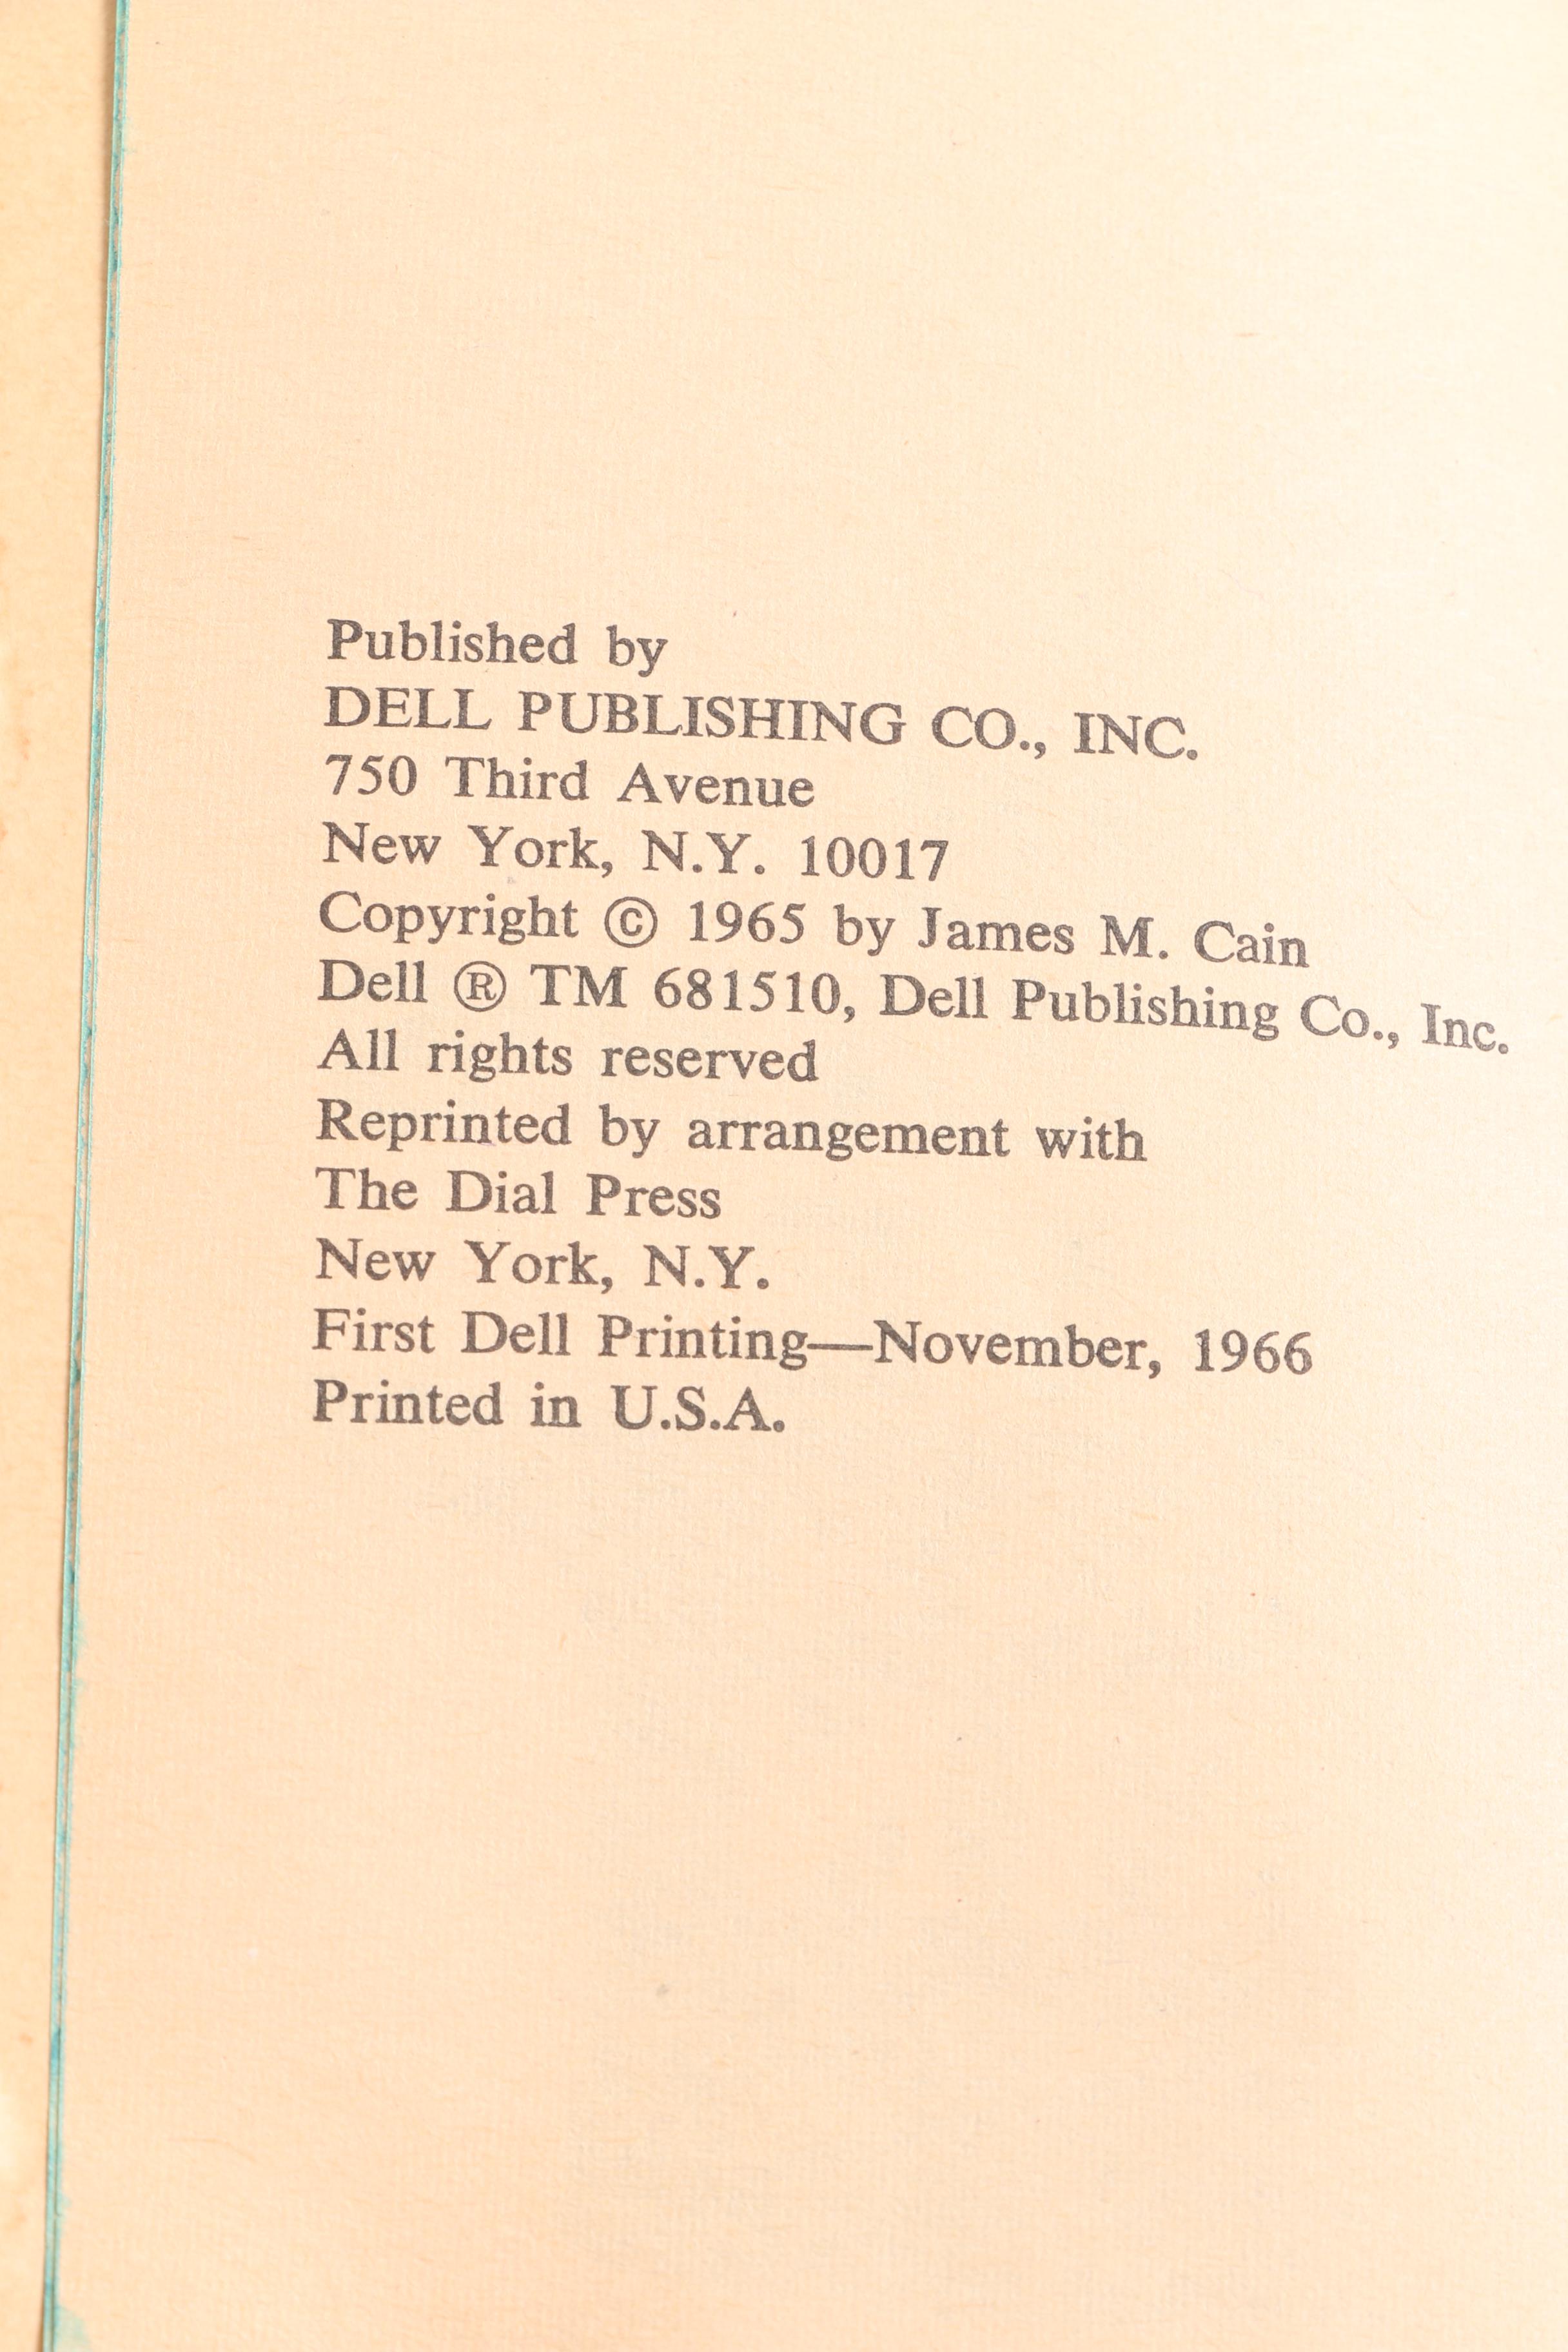 Published by
DELL PUBLISHING CO., INC.
750 Third Avenue
New York, N.Y. 10017
Copyright © 1965 by James M. Cain
Dell ® TM 681510, Dell Publishing Co., Inc.
All rights reserved
Reprinted by arrangement with
The Dial Press
New York, N.Y.
First Dell Printing—November, 1966
Printed in U.S.A.